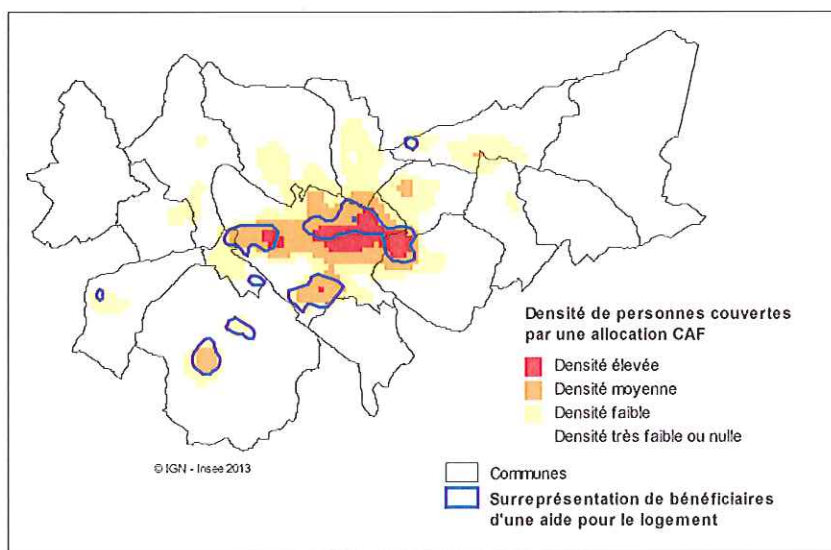 Densité de personnes couvertes
par une allocation CAF
Densité élevée
Densité moyenne
Densité faible
Densité très faible ou nulle
© IGN - Insee 2013
Communes
Surreprésentation de bénéficiaires
d'une aide pour le logement